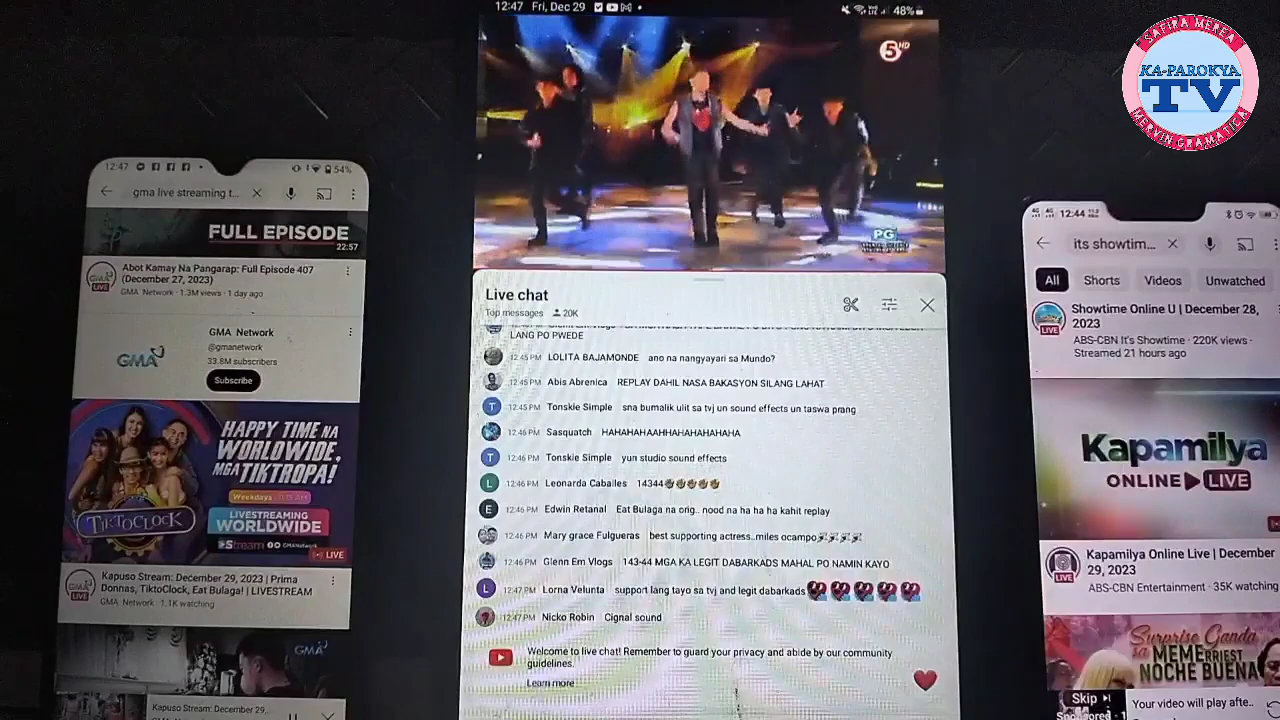 SAFIRA MEREA
KA-PAROKYA
TV
MERVIN GRAMATICA
12:47
54%
gma live streaming t...
FULL EPISODE
22:57
Abot Kamay Na Pangarap: Full Episode 407
(December 27, 2023)
GMA Network · 1.3M views · 1 day ago
GMA Network
@gmanetwork
33.8M subscribers
GMA
Subscribe
HAPPY TIME NA
WORLDWIDE,
MGA TIKTROPA!
Weekdays
TIKTOCLOCK
LIVESTREAMING
WORLDWIDE
Stream
LIVE
Kapuso Stream: December 29, 2023 | Prima
Donnas, TiktoClock, Eat Bulaga! | LIVESTREAM
GMA Network · 1.1K watching
GMA
Kapuso Stream: December 29..
12:47 Fri, Dec 29
48%
5 HD
PG
Live chat
Top messages 20K
LANG PO PWEDE
12:45 PM LOLITA BAJAMONDE ano na nangyayari sa Mundo?
12:45 PM Abis Abrenica REPLAY DAHIL NASA BAKASYON SILANG LAHAT
12:45 PM Tonskie Simple sna bumalik ulit sa tvj un sound effects un taswa prang
12:46 PM Sasquatch HAHAHAHAAHHAHAHAHAHAHA
12:46 PM Tonskie Simple yun studio sound effects
12:46 PM Leonarda Caballes 14344
12:46 PM Edwin Retanal Eat Bulaga na orig.. nood na ha ha ha kahit replay
12:46 PM Mary grace Fulgueras best supporting actress..miles ocampo
12:46 PM Glenn Em Vlogs 143-44 MGA KA LEGIT DABARKADS MAHAL PO NAMIN KAYO
12:47 PM Lorna Velunta support lang tayo sa tvj and legit dabarkads
12:47 PM Nicko Robin Cignal sound
Welcome to live chat! Remember to guard your privacy and abide by our community
guidelines.
Learn more
12:44
its showtim...
All Shorts Videos Unwatched
Showtime Online U | December 28,
2023
ABS-CBN It's Showtime · 220K views ·
Streamed 21 hours ago
Kapamilya
ONLINE LIVE
Kapamilya Online Live | December
29, 2023
ABS-CBN Entertainment · 35K watching
Surprise Ganda
sa MEMERRIEST
NOCHE BUENA
Skip
Sponsored
Your video will play afte..